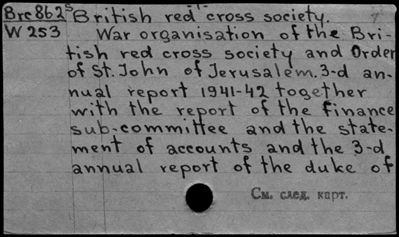 Brc862s British red cross society.
W253 War organisation of the Bri-
tish red cross society and Order
of St. John of Jerusalem. 3-d an-
nual report 1941-42 together
with the report of the finance
sub-committee and the state-
ment of accounts and the 3-d
annual report of the duke of
См. след. карт.